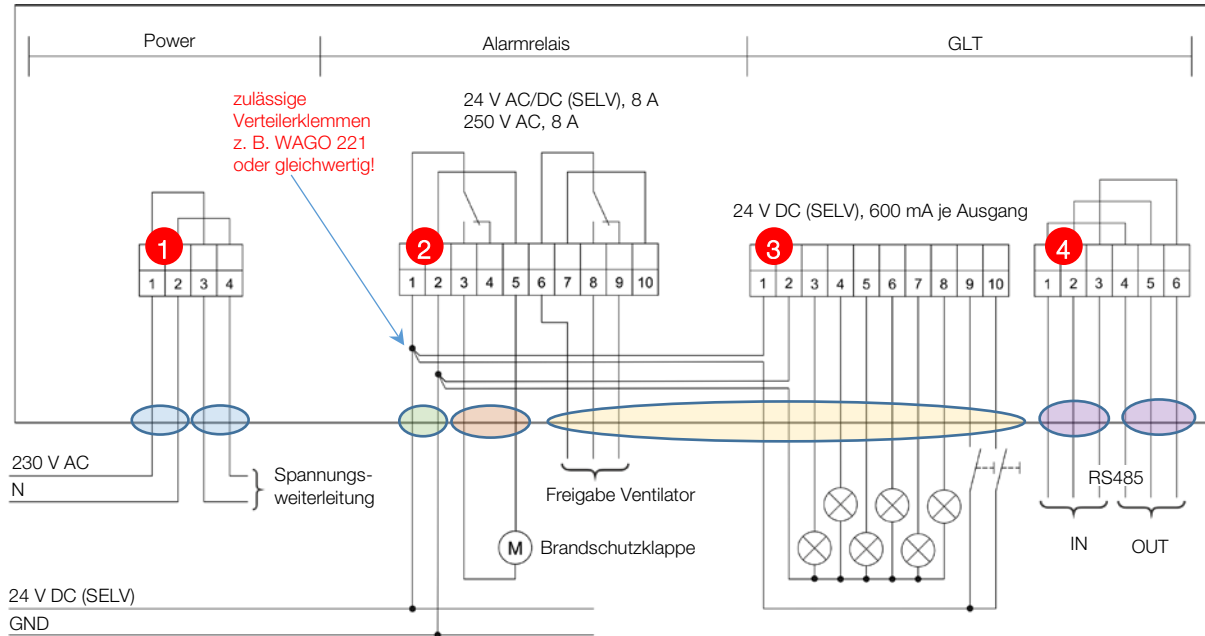 Power
Alarmrelais
GLT
zulässige
Verteilerklemmen
z. B. WAGO 221
oder gleichwertig!
24 V AC/DC (SELV), 8 A
250 V AC, 8 A
24 V DC (SELV), 600 mA je Ausgang
1
2
3
4
1 2 3 4
1 2 3 4 5 6 7 8 9 10
1 2 3 4 5 6 7 8 9 10
1 2 3 4 5 6
230 V AC
N
Spannungs-
weiterleitung
Freigabe Ventilator
M
Brandschutzklappe
RS485
IN
OUT
24 V DC (SELV)
GND